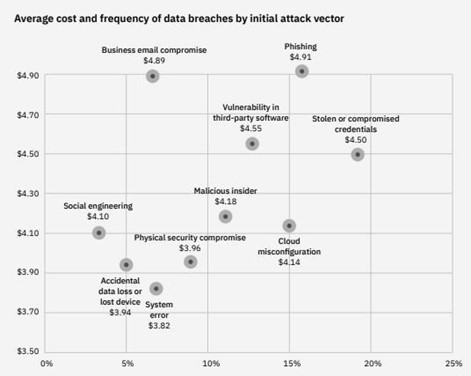 Average cost and frequency of data breaches by initial attack vector
Business email compromise
$4.89
Phishing
$4.91
$4.90
Vulnerability in
third-party software
$4.55
Stolen or compromised
credentials
$4.50
$4.70
$4.50
Malicious insider
$4.18
$4.30
Social engineering
$4.10
$4.10
Physical security compromise
$3.96
Cloud
misconfiguration
$4.14
$3.90
Accidental
data loss or
lost device
$3.94
System
error
$3.82
$3.70
$3.50
0%
5%
10%
15%
20%
25%